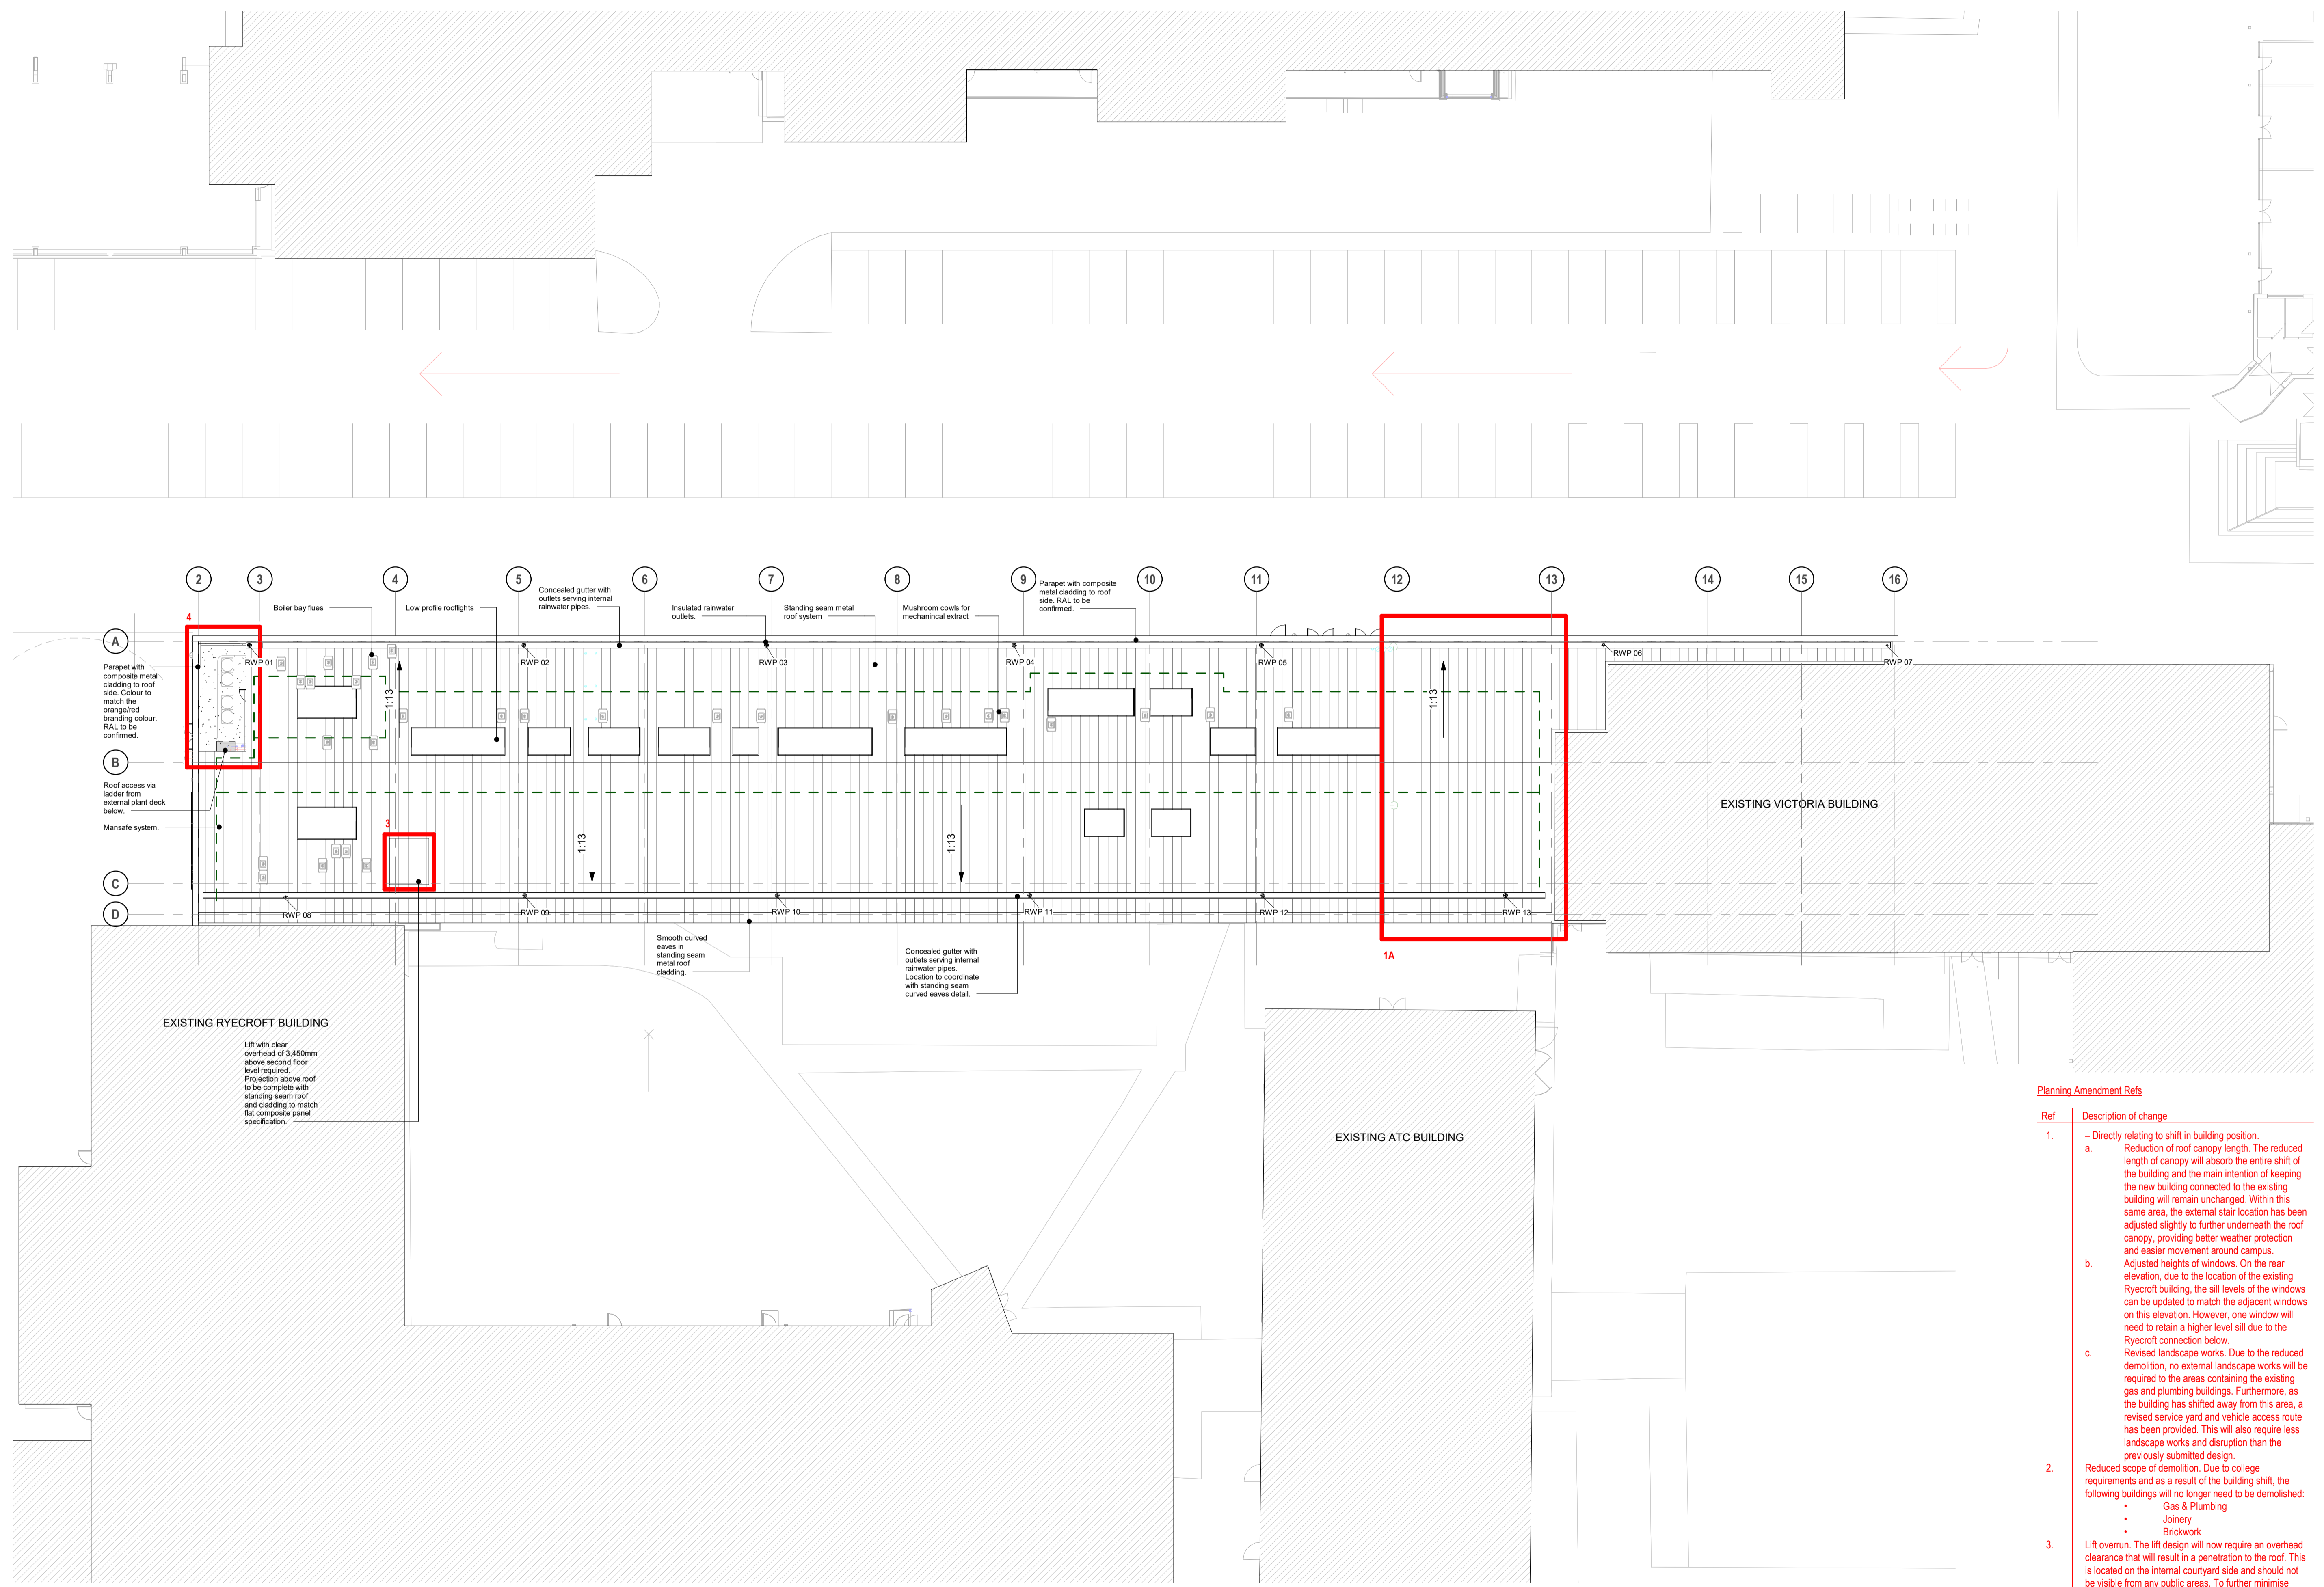 2
3
4
5
6
7
8
9
10
11
12
13
14
15
16
A
B
C
D
4
Boiler bay flues
Low profile rooflights
Concealed gutter with
outlets serving internal
rainwater pipes.
Insulated rainwater
outlets.
Standing seam metal
roof system
Mushroom cowls for
mechanincal extract
Parapet with composite
metal cladding to roof
side. RAL to be
confirmed.
RWP 01
RWP 02
RWP 03
RWP 04
RWP 05
RWP 06
RWP 07
Parapet with
composite metal
cladding to roof
side. Colour to
match the
orange/red
branding colour.
RAL to be
confirmed.
1:13
1:13
Roof access via
ladder from
external plant deck
below.
Mansafe system.
3
1:13
1:13
EXISTING VICTORIA BUILDING
RWP 08
RWP 09
RWP 10
RWP 11
RWP 12
RWP 13
1A
Smooth curved
eaves in
standing seam
metal roof
cladding.
Concealed gutter with
outlets serving internal
rainwater pipes.
Location to coordinate
with standing seam
curved eaves detail.
EXISTING RYECROFT BUILDING
Lift with clear
overhead of 3,450mm
above second floor
level required.
Projection above roof
to be complete with
standing seam roof
and cladding to match
flat composite panel
specification.
EXISTING ATC BUILDING
Planning Amendment Refs
Ref Description of change
1. – Directly relating to shift in building position.
a. Reduction of roof canopy length. The reduced
length of canopy will absorb the entire shift of
the building and the main intention of keeping
the new building connected to the existing
building will remain unchanged. Within this
same area, the external stair location has been
adjusted slightly to further underneath the roof
canopy, providing better weather protection
and easier movement around campus.
b. Adjusted heights of windows. On the rear
elevation, due to the location of the existing
Ryecroft building, the sill levels of the windows
can be updated to match the adjacent windows
on this elevation. However, one window will
need to retain a higher level sill due to the
Ryecroft connection below.
c. Revised landscape works. Due to the reduced
demolition, no external landscape works will be
required to the areas containing the existing
gas and plumbing buildings. Furthermore, as
the building has shifted away from this area, a
revised service yard and vehicle access route
has been provided. This will also require less
landscape works and disruption than the
previously submitted design.
2. Reduced scope of demolition. Due to college
requirements and as a result of the building shift, the
following buildings will no longer need to be demolished:
• Gas & Plumbing
• Joinery
• Brickwork
3. Lift overrun. The lift design will now require an overhead
clearance that will result in a penetration to the roof. This
is located on the internal courtyard side and should not
be visible from any public areas. To further minimise